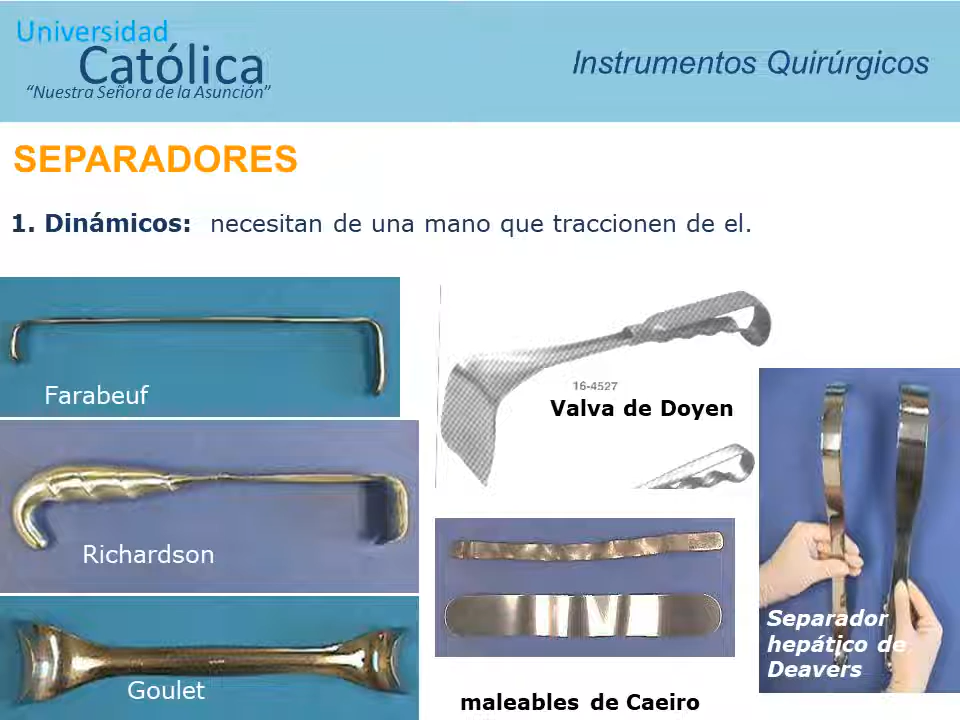 Universidad
Católica
“Nuestra Señora de la Asunción”
Instrumentos Quirúrgicos
SEPARADORES
1. Dinámicos: necesitan de una mano que traccionen de el.
Farabeuf
16-4527
Valva de Doyen
Richardson
Separador
hepático de
Deavers
Goulet
maleables de Caeiro